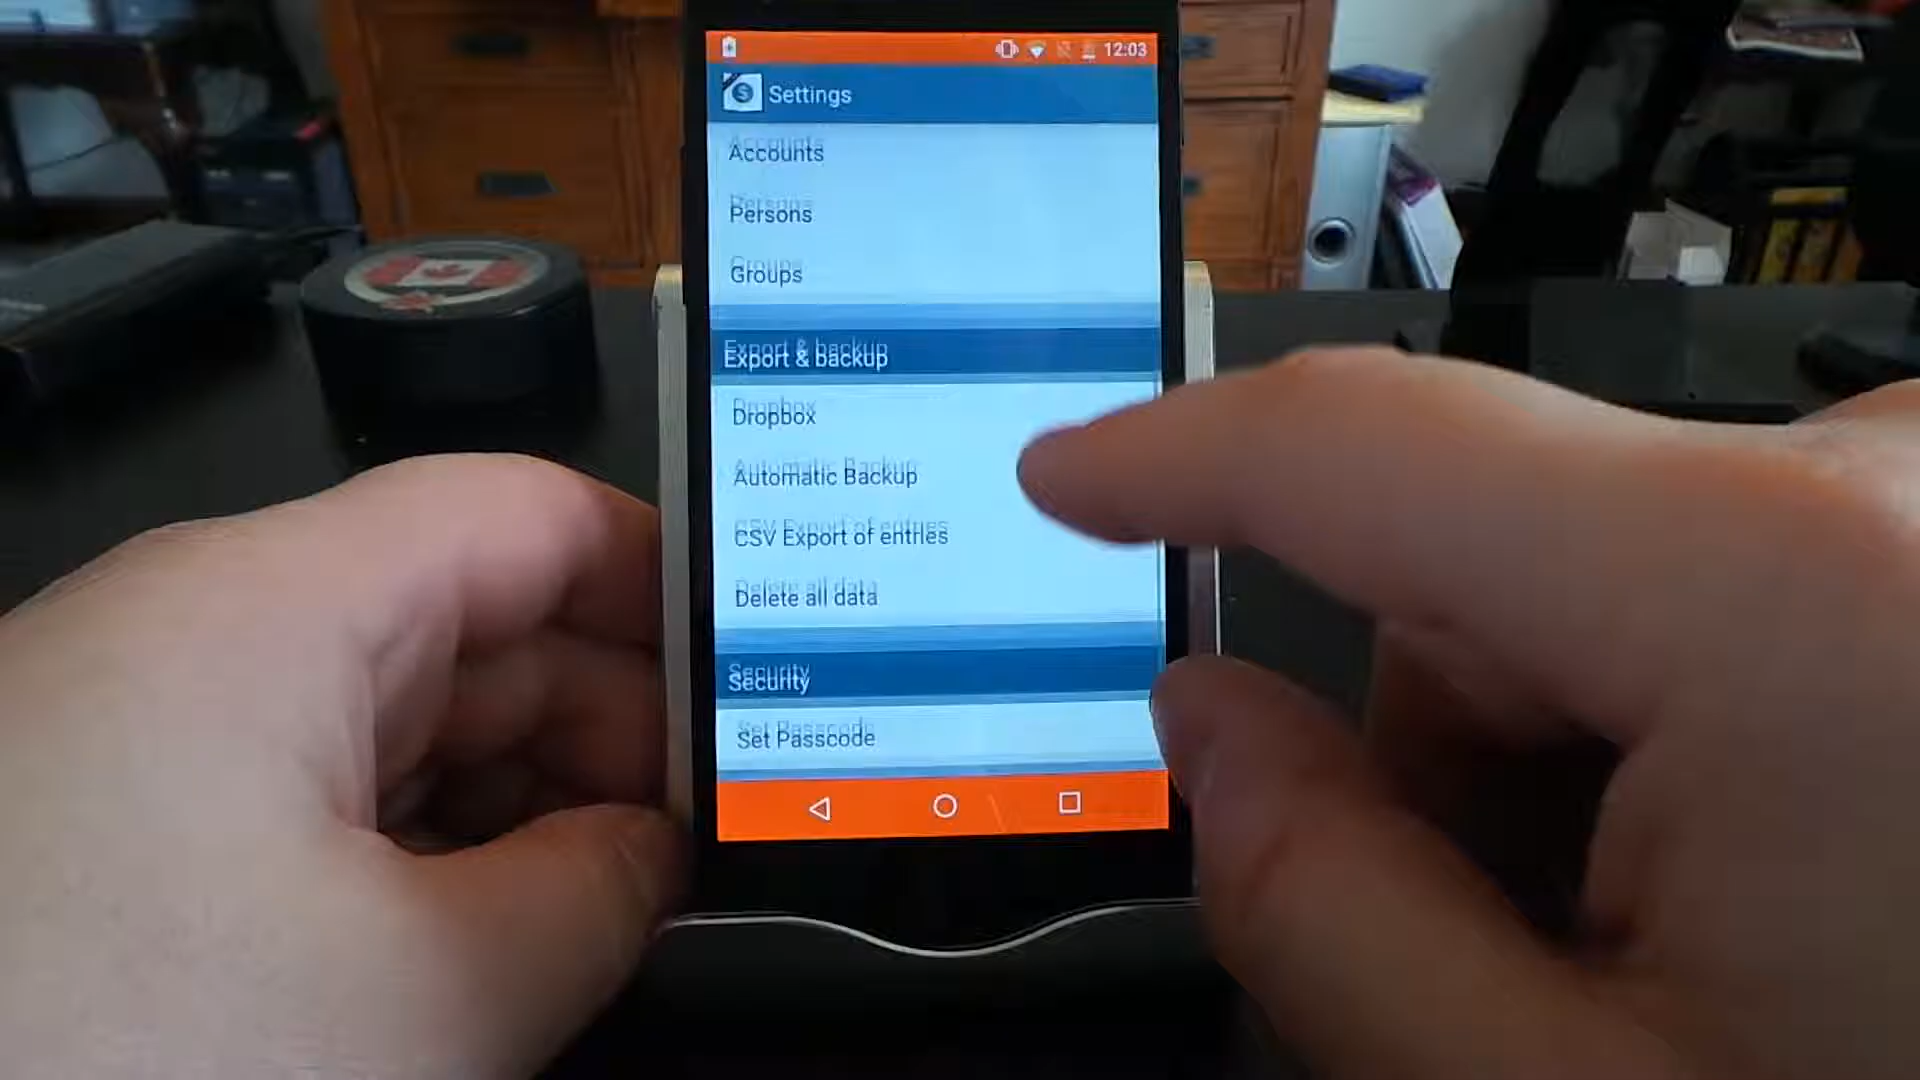 12:03
$ Settings
Accounts
Persons
Groups
Export & backup
Dropbox
Automatic Backup
CSV Export of entries
Delete all data
Security
Set Passcode